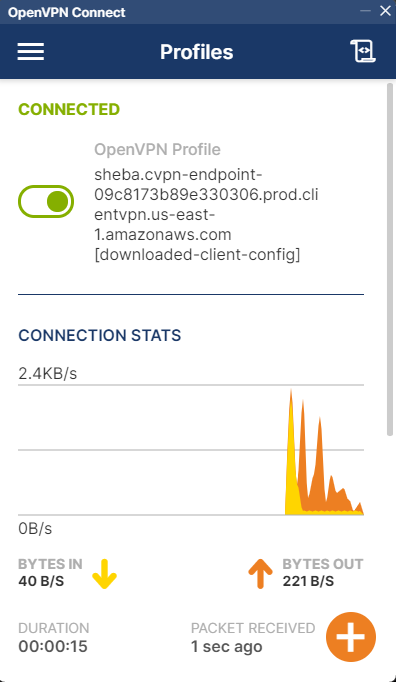 OpenVPN Connect
Profiles
CONNECTED
OpenVPN Profile
sheba.cvpn-endpoint-
09c8173b89e330306.prod.cli
entvpn.us-east-
1.amazonaws.com
[downloaded-client-config]
CONNECTION STATS
2.4KB/s
0B/s
BYTES IN
40 B/S
BYTES OUT
221 B/S
DURATION
00:00:15
PACKET RECEIVED
1 sec ago